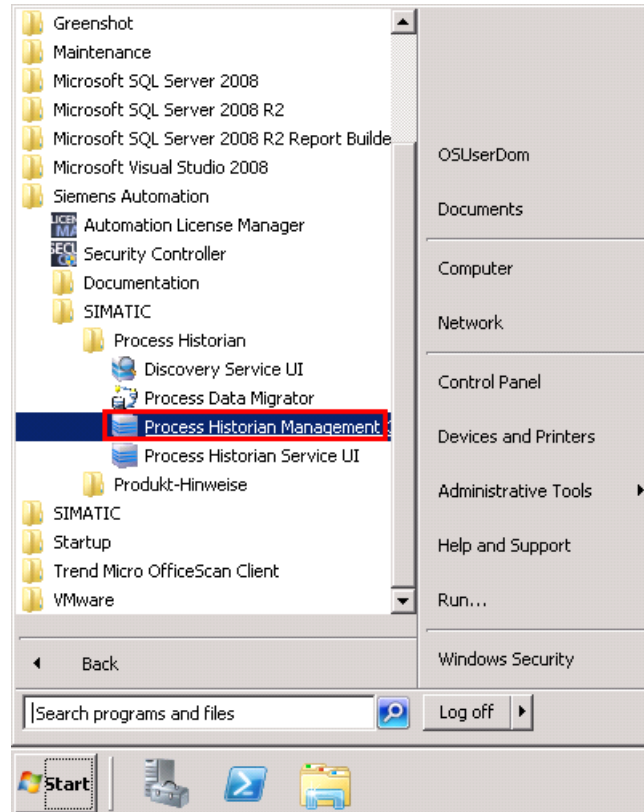 Greenshot
Maintenance
Microsoft SQL Server 2008
Microsoft SQL Server 2008 R2
Microsoft SQL Server 2008 R2 Report Builde
Microsoft Visual Studio 2008
Siemens Automation
Automation License Manager
Security Controller
Documentation
SIMATIC
Process Historian
Discovery Service UI
Process Data Migrator
Process Historian Management
Process Historian Service UI
Produkt-Hinweise
SIMATIC
Startup
Trend Micro OfficeScan Client
VMware
Back
Search programs and files
OSUserDom
Documents
Computer
Network
Control Panel
Devices and Printers
Administrative Tools
Help and Support
Run...
Windows Security
Log off
Start